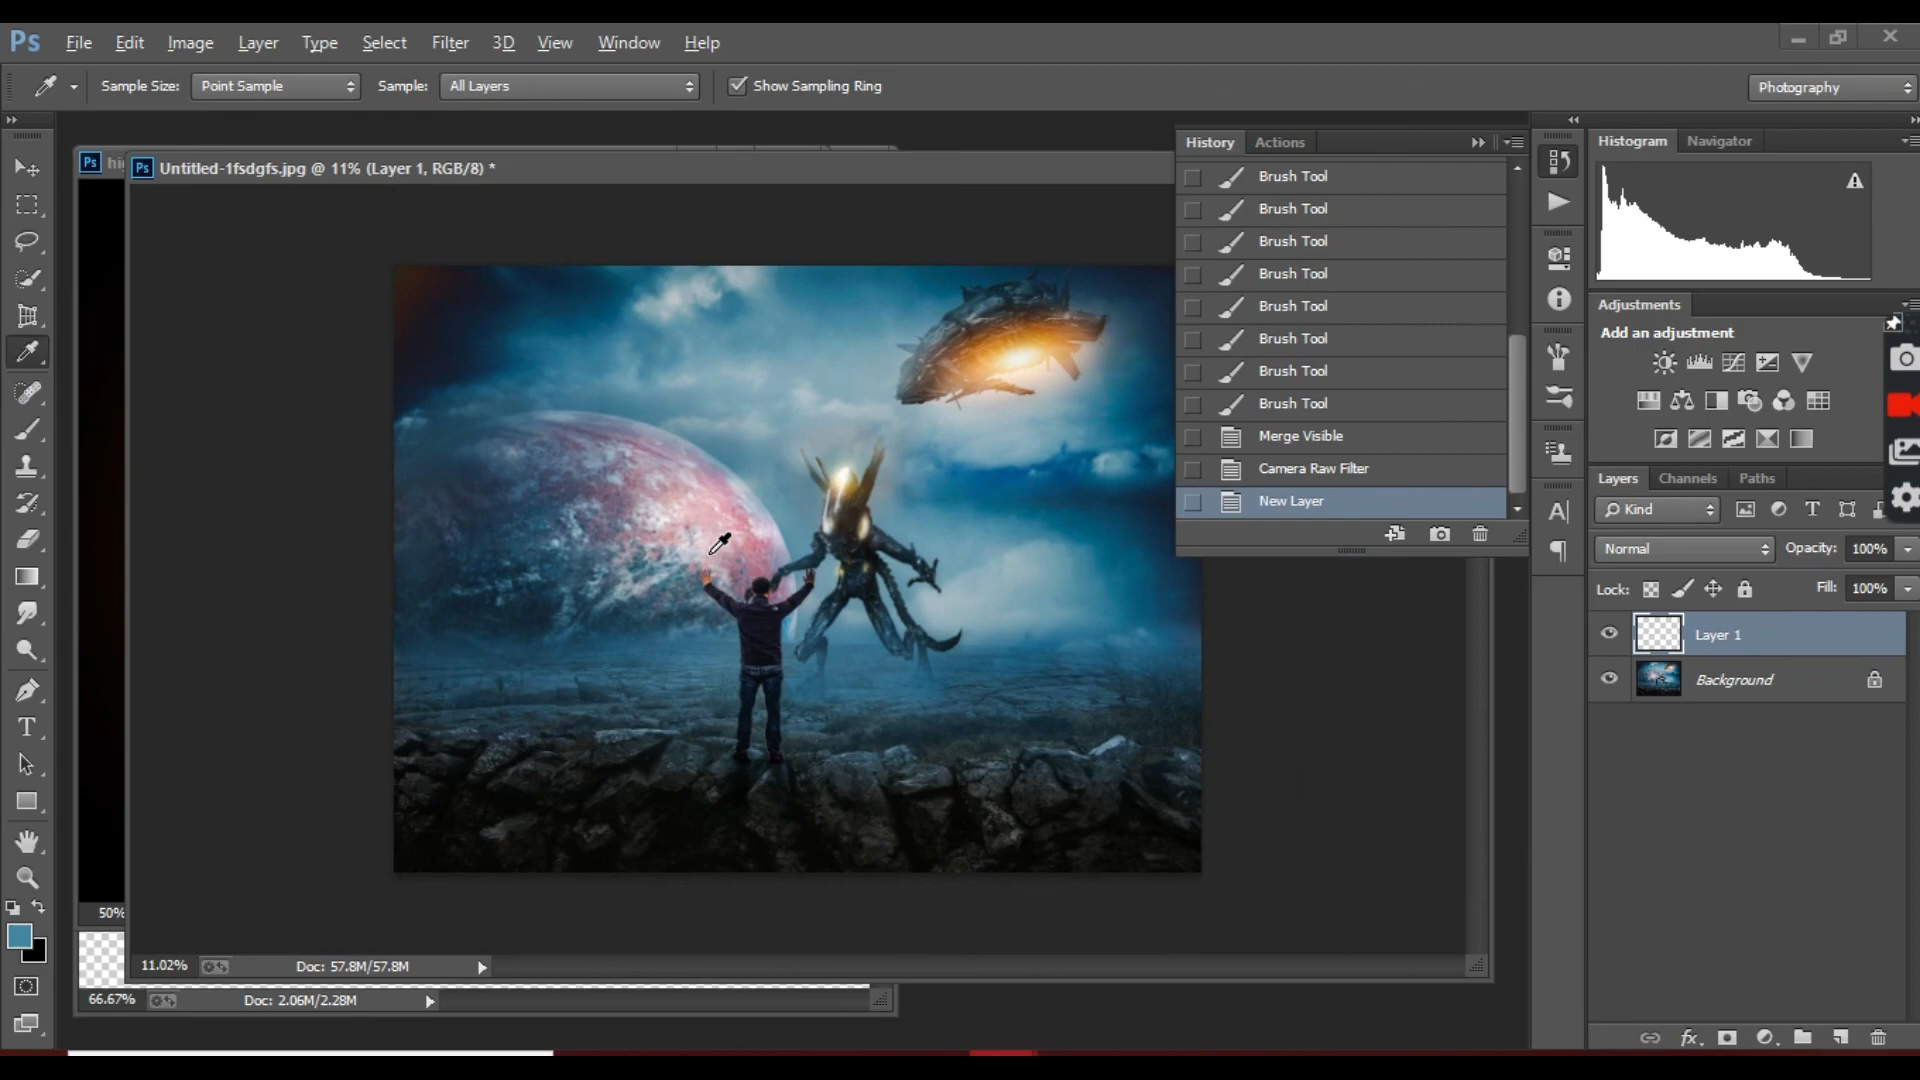 Ps File Edit Image Layer Type Select Filter 3D View Window Help
Sample Size: Point Sample Sample: All Layers Show Sampling Ring Photography
Ps
Ps Untitled-1fsdgfs.jpg @ 11% (Layer 1, RGB/8) *
History Actions
Brush Tool
Brush Tool
Brush Tool
Brush Tool
Brush Tool
Brush Tool
Brush Tool
Brush Tool
Merge Visible
Camera Raw Filter
New Layer
Histogram Navigator
Adjustments
Add an adjustment
Layers Channels Paths
Kind
Normal Opacity: 100%
Lock: Fill: 100%
Layer 1
Background
50%
11.02% Doc: 57.8M/57.8M
66.67% Doc: 2.06M/2.28M